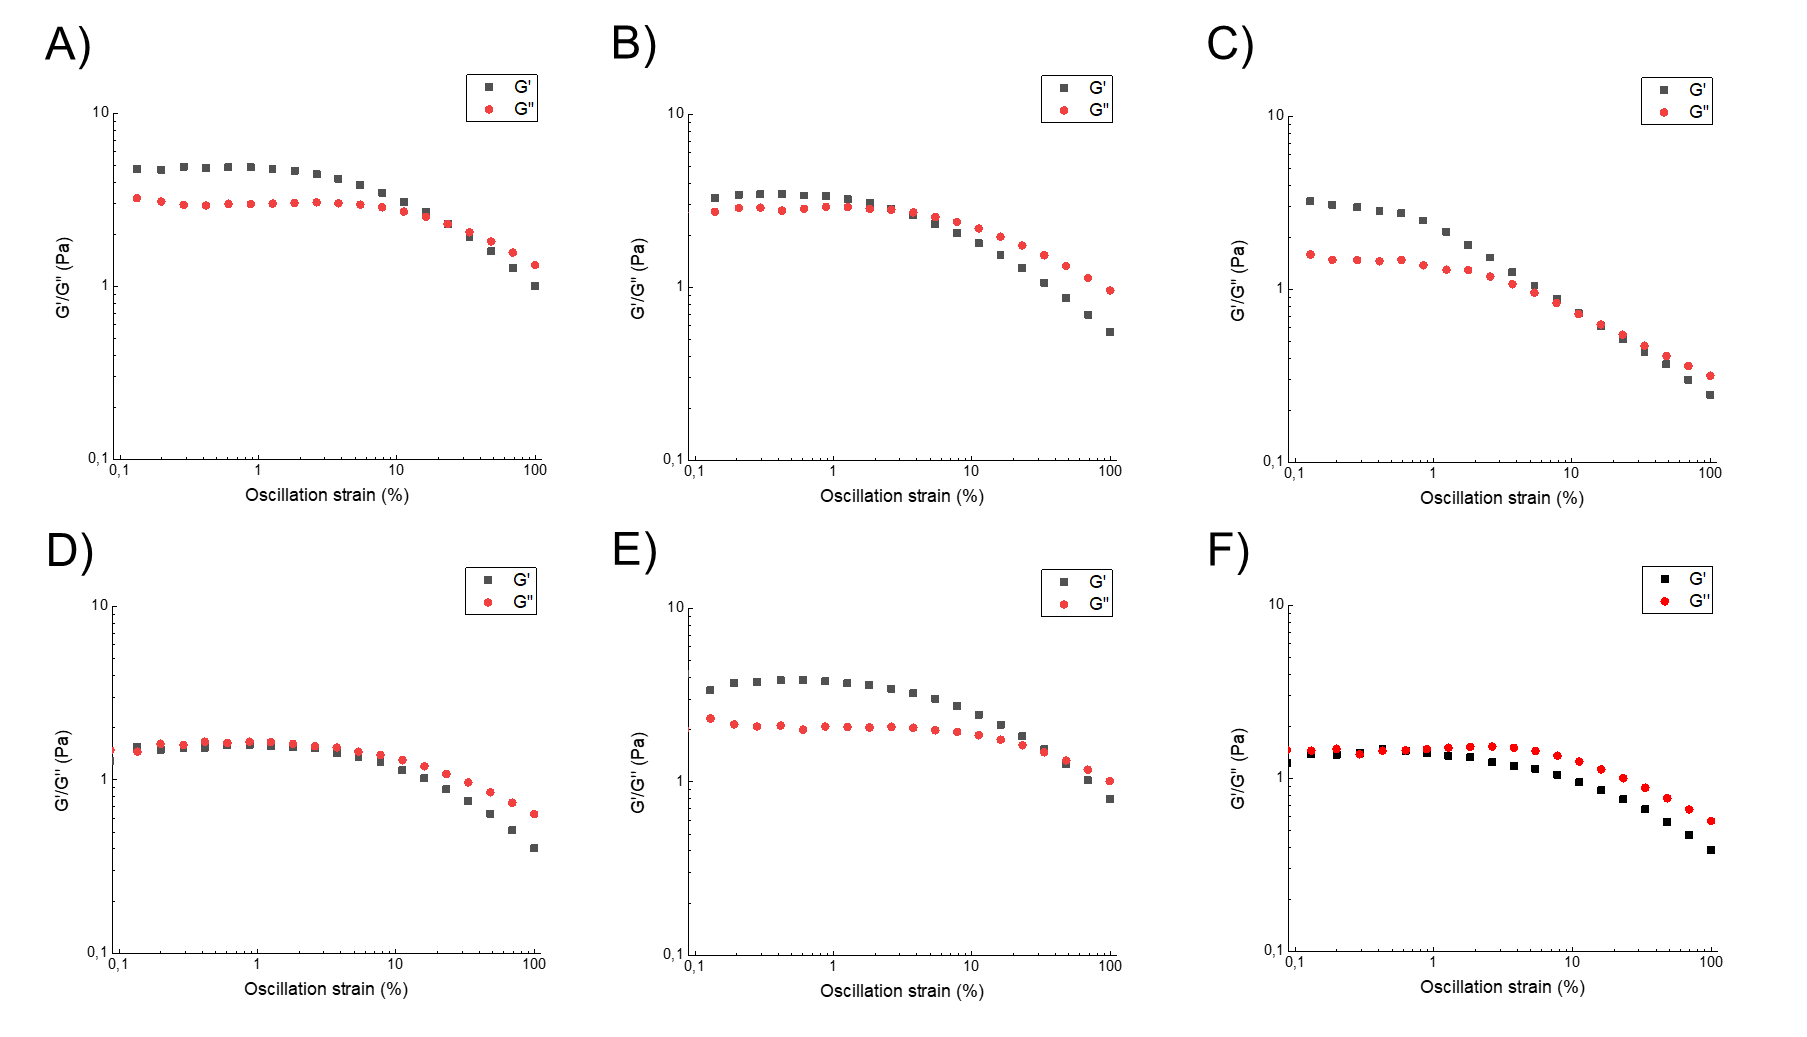 A)
G'
G"
10
1
0,1
G'/G" (Pa)
0,1 1 10 100
Oscillation strain (%)
B)
G'
G"
10
1
0,1
G'/G" (Pa)
0,1 1 10 100
Oscillation strain (%)
C)
G'
G"
10
1
0,1
G'/G" (Pa)
0,1 1 10 100
Oscillation strain (%)
D)
G'
G"
10
1
0,1
G'/G" (Pa)
0,1 1 10 100
Oscillation strain (%)
E)
G'
G"
10
1
0,1
G'/G" (Pa)
0,1 1 10 100
Oscillation strain (%)
F)
G'
G''
10
1
0,1
G'/G'' (Pa)
0,1 1 10 100
Oscillation strain (%)